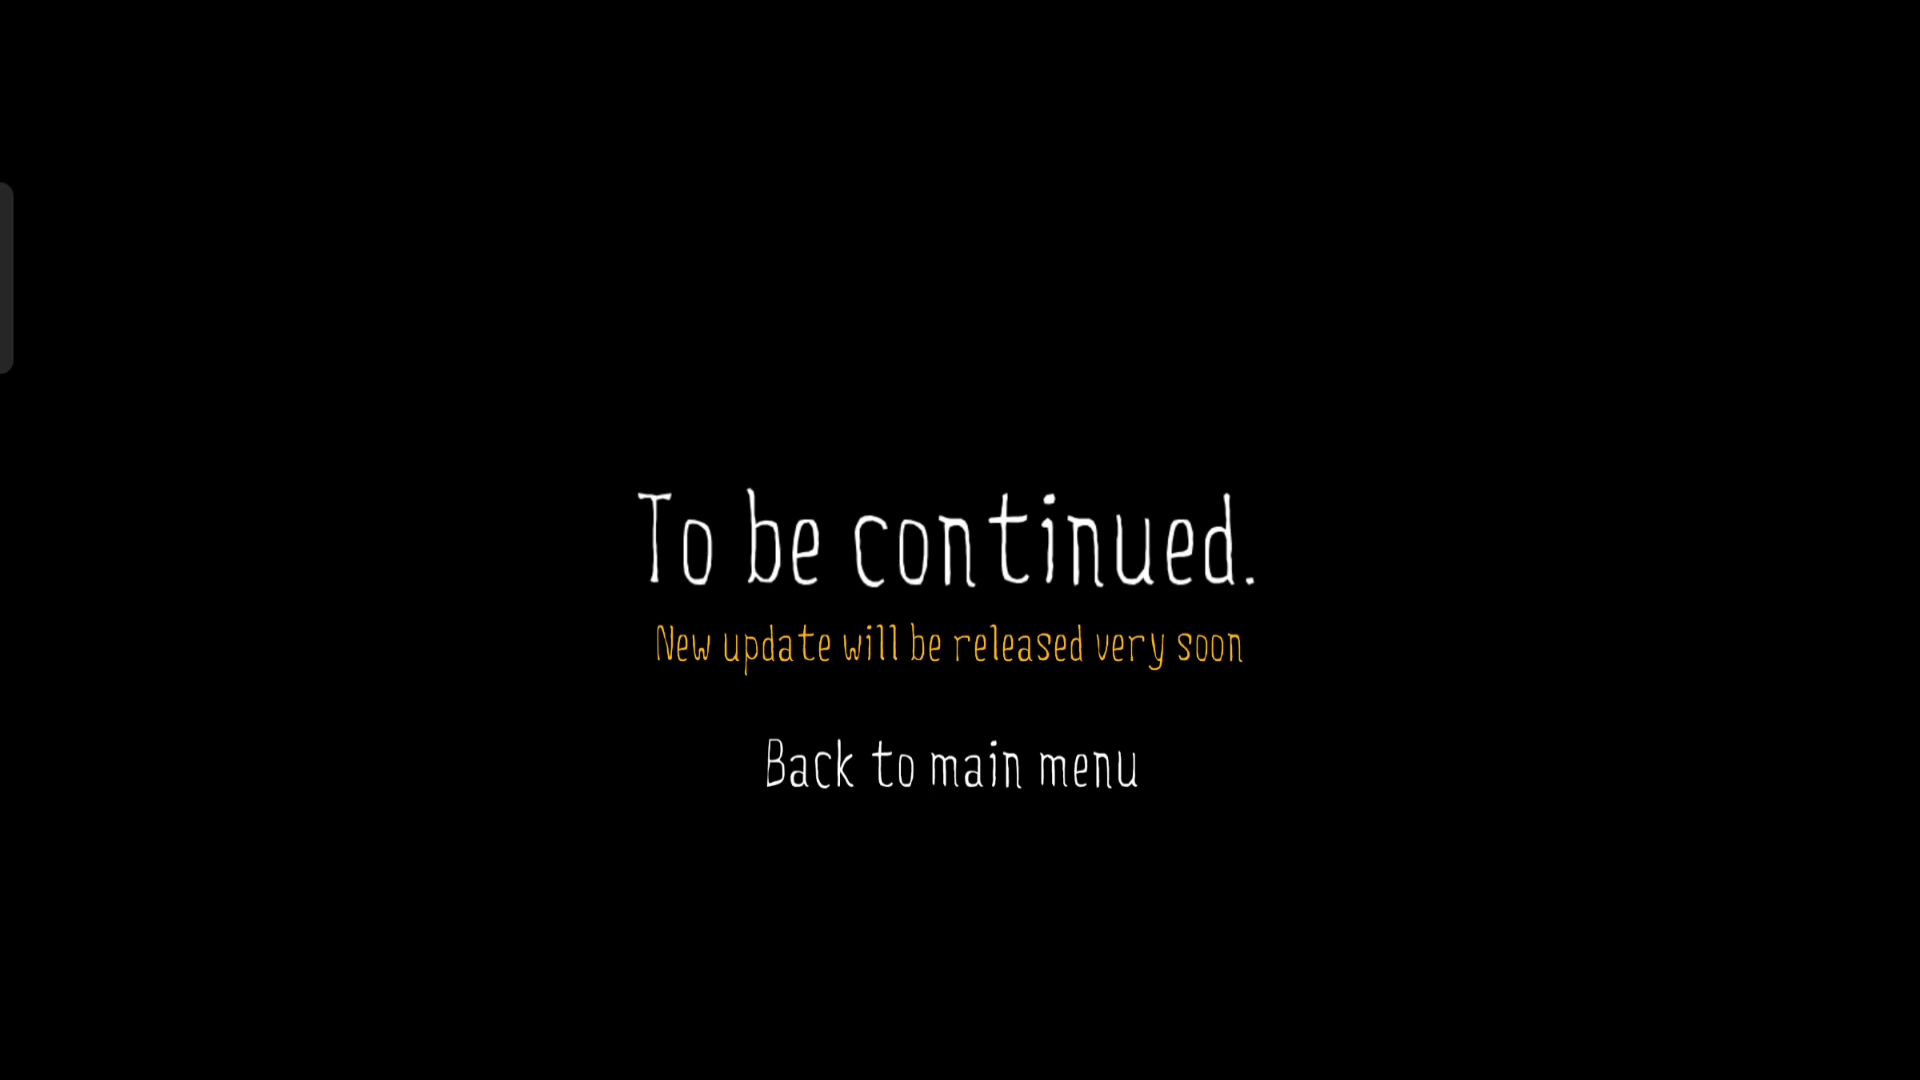 To be continued.
New update will be released very soon
Back to main menu